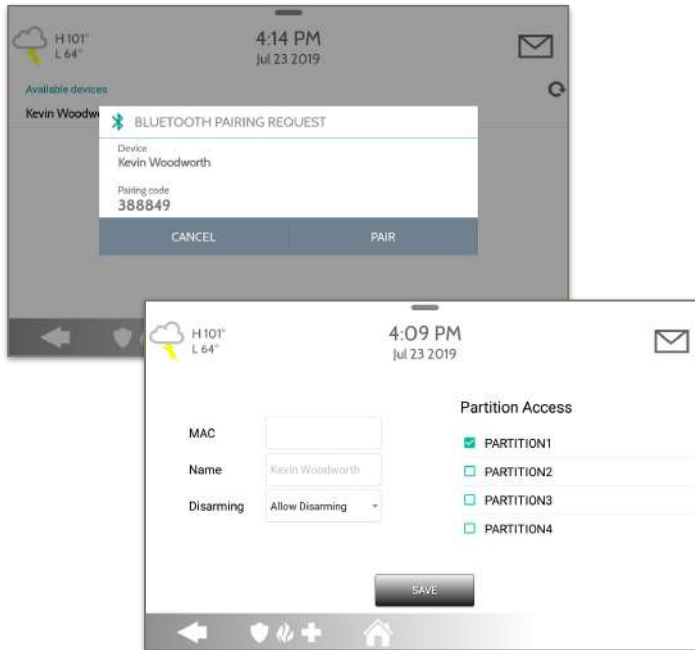 H 101°
L 64°
4:14 PM
Jul 23 2019
Available devices
Kevin Woodw
BLUETOOTH PAIRING REQUEST
Device
Kevin Woodworth
Pairing code
388849
CANCEL PAIR
H 101°
L 64°
4:09 PM
Jul 23 2019
Partition Access
MAC
PARTITION1
Name Kevin Woodworth
PARTITION2
Disarming Allow Disarming
PARTITION3
PARTITION4
SAVE